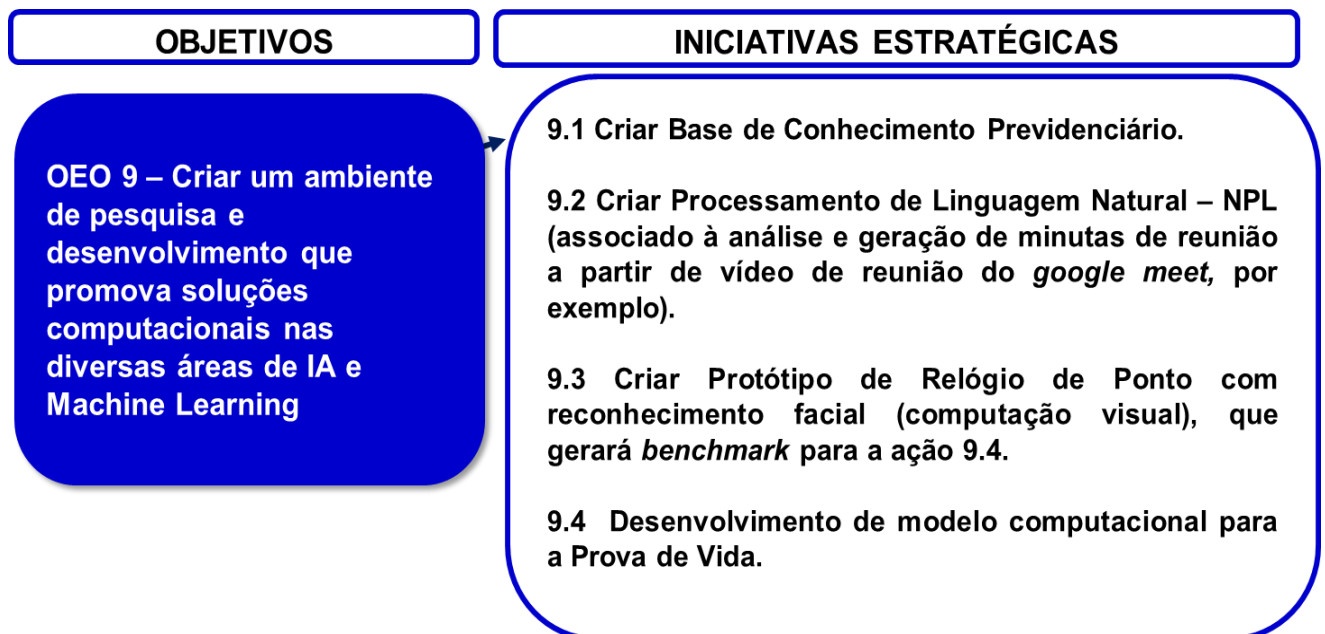 OBJETIVOS
INICIATIVAS ESTRATÉGICAS
OEO 9 – Criar um ambiente
de pesquisa e
desenvolvimento que
promova soluções
computacionais nas
diversas áreas de IA e
Machine Learning
9.1 Criar Base de Conhecimento Previdenciário.
9.2 Criar Processamento de Linguagem Natural – NPL
(associado à análise e geração de minutas de reunião
a partir de vídeo de reunião do google meet, por
exemplo).
9.3 Criar Protótipo de Relógio de Ponto com
reconhecimento facial (computação visual), que
gerará benchmark para a ação 9.4.
9.4 Desenvolvimento de modelo computacional para
a Prova de Vida.